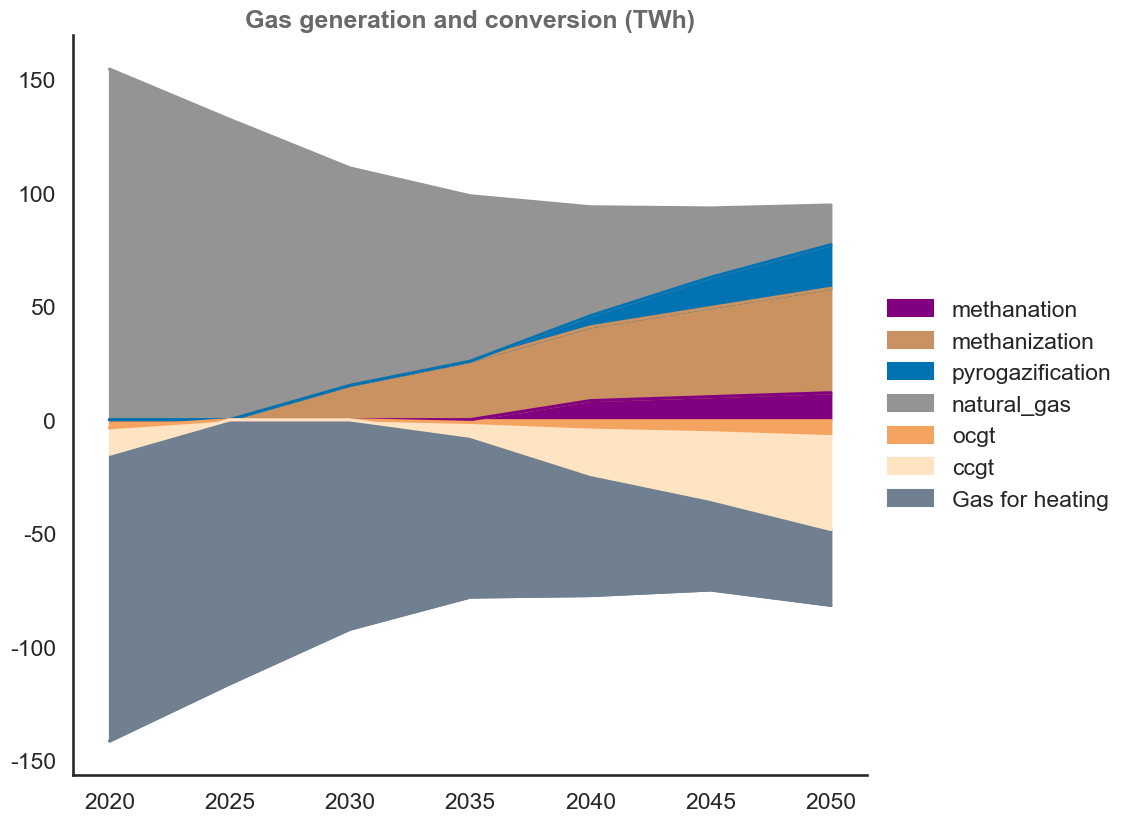 Gas generation and conversion (TWh)
150
100
50
0
-50
-100
-150
2020 2025 2030 2035 2040 2045 2050
methanation
methanization
pyrogazification
natural_gas
ocgt
ccgt
Gas for heating